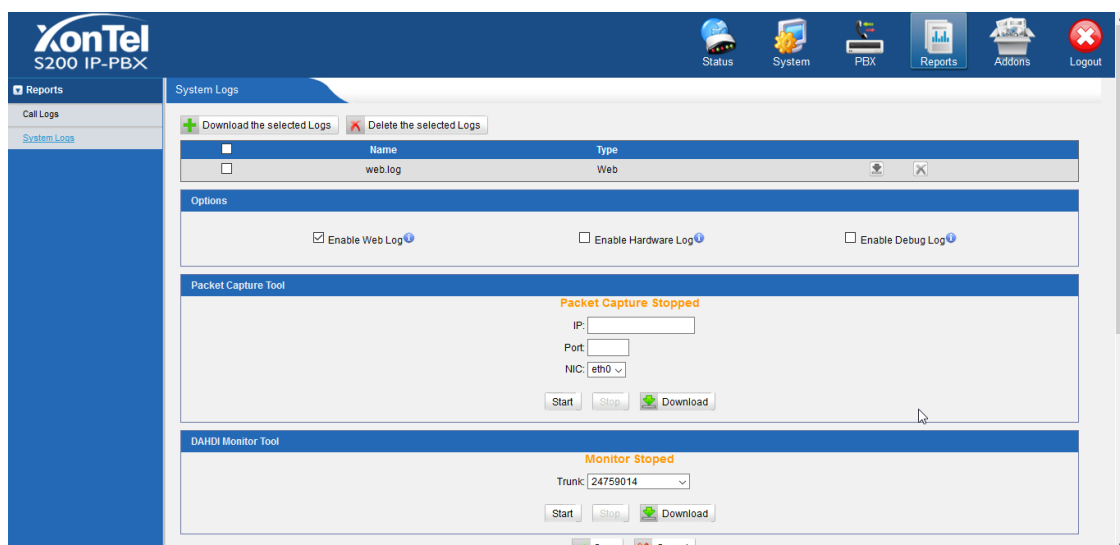 XonTel
S200 IP-PBX
Status
System
PBX
Reports
Addons
Logout
Reports
Call Logs
System Logs
System Logs
Download the selected Logs
Delete the selected Logs
Name Type
web.log Web
Options
Enable Web Log
Enable Hardware Log
Enable Debug Log
Packet Capture Tool
Packet Capture Stopped
IP:
Port:
NIC: eth0
Start Stop Download
DAHDI Monitor Tool
Monitor Stoped
Trunk: 24759014
Start Stop Download